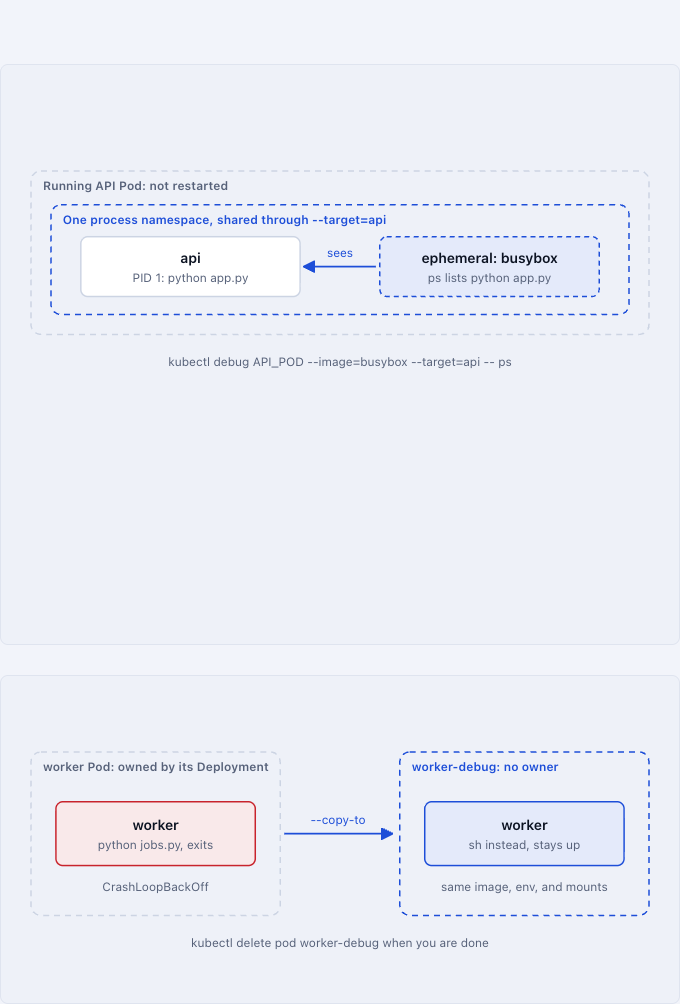 Running API Pod: not restarted
One process namespace, shared through --target=api
api
PID 1: python app.py
sees
ephemeral: busybox
ps lists python app.py
kubectl debug API_POD --image=busybox --target=api -- ps
worker Pod: owned by its Deployment
worker
python jobs.py, exits
CrashLoopBackOff
--copy-to
worker-debug: no owner
worker
sh instead, stays up
same image, env, and mounts
kubectl delete pod worker-debug when you are done